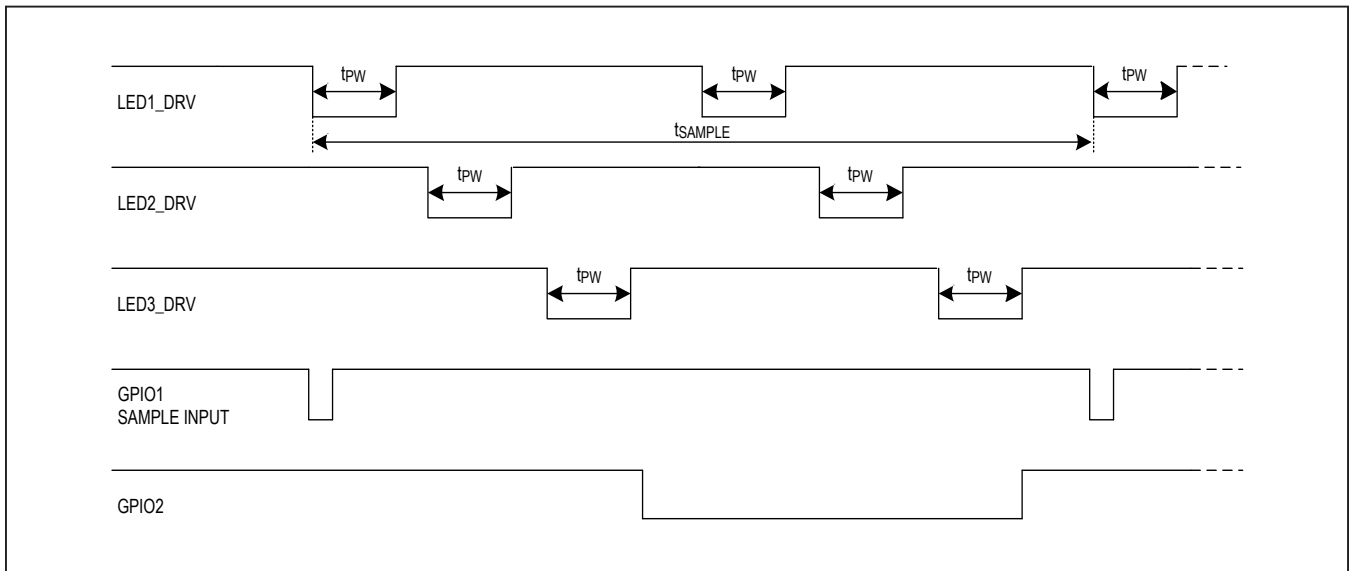 tPW tPW tPW
LED1_DRV
tSAMPLE
tPW tPW
LED2_DRV
tPW tPW
LED3_DRV
GPIO1
SAMPLE INPUT
GPIO2